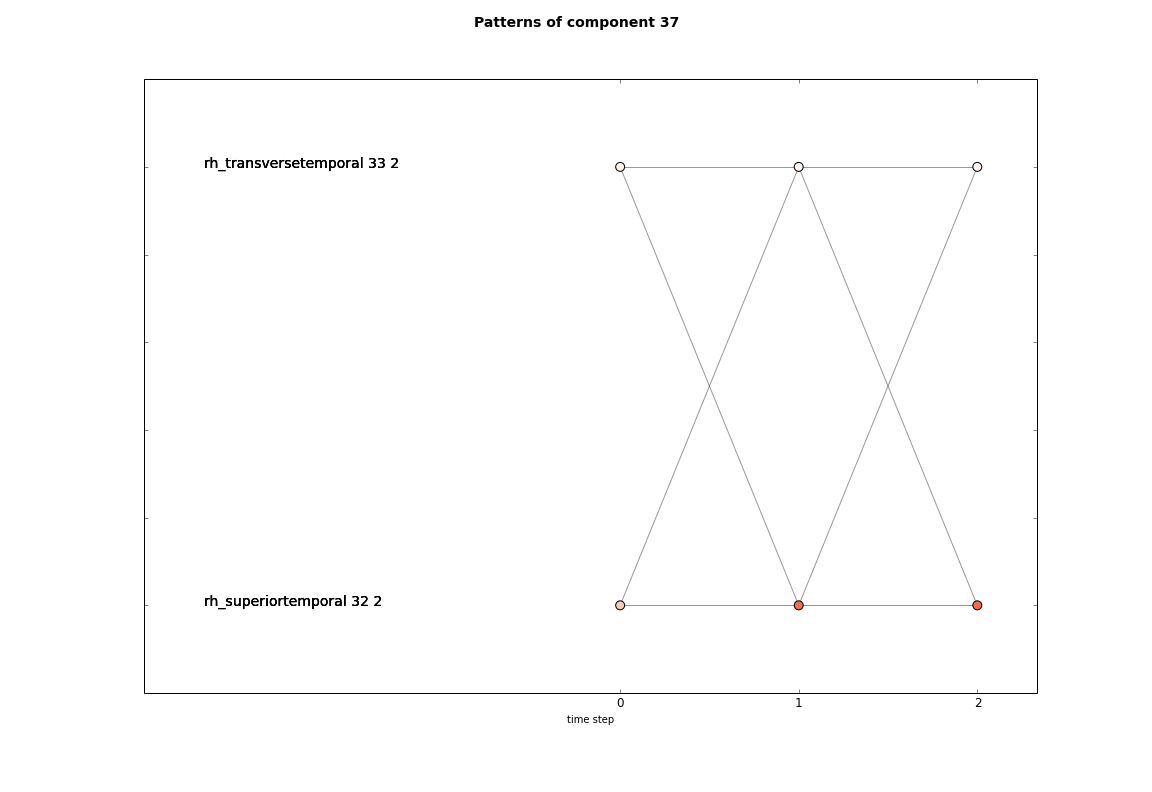 Patterns of component 37
rh_transversetemporal 33 2
rh_superiortemporal 32 2
0 1 2
time step